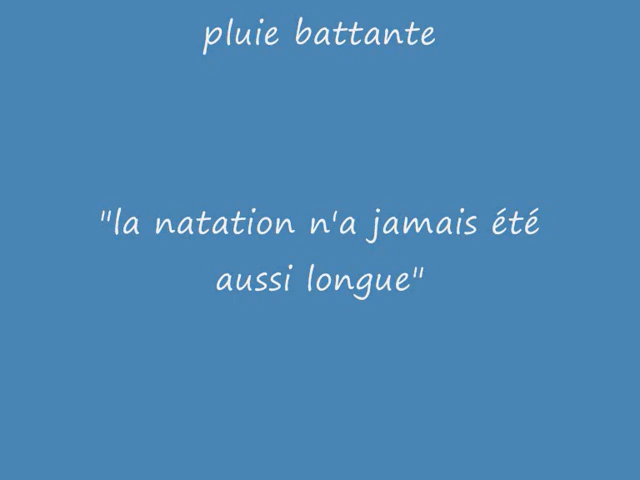 pluie battante
"la natation n'a jamais été
aussi longue"